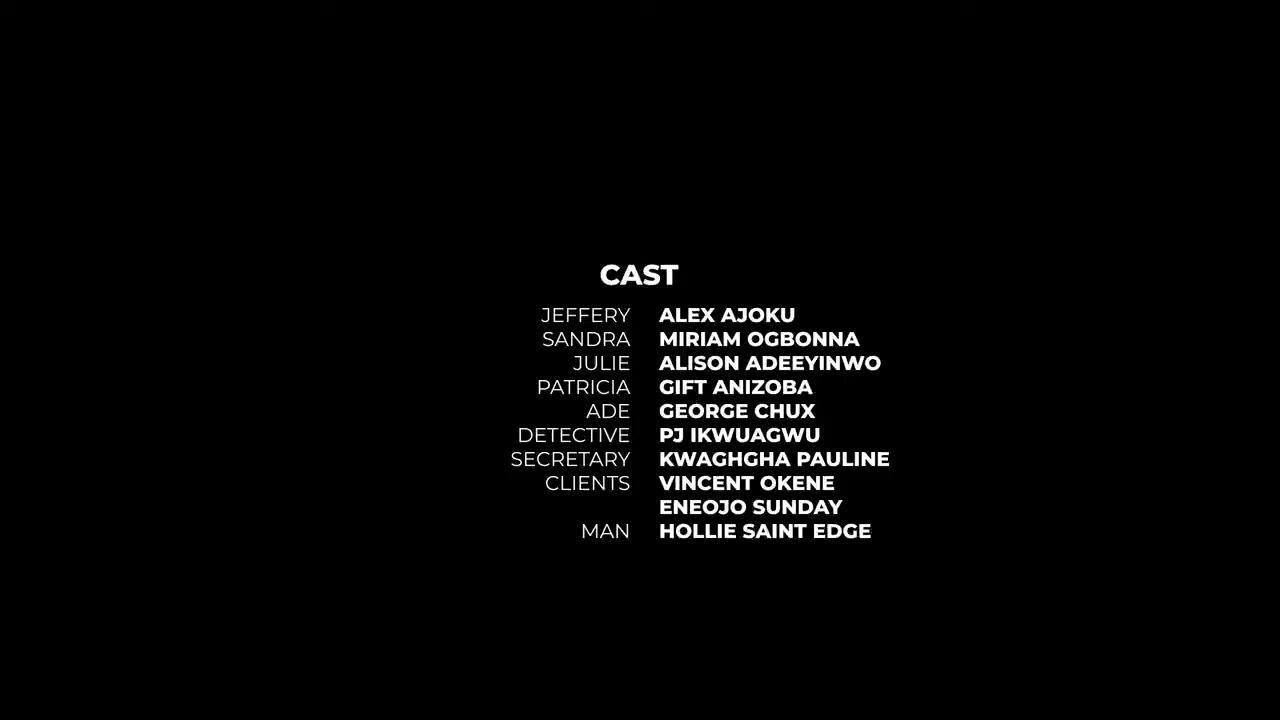 CAST
JEFFERY ALEX AJOKU
SANDRA MIRIAM OGBONNA
JULIE ALISON ADEEYINWO
PATRICIA GIFT ANIZOBA
ADE GEORGE CHUX
DETECTIVE PJ IKWUAGWU
SECRETARY KWAGHGHA PAULINE
CLIENTS VINCENT OKENE
ENEOJO SUNDAY
MAN HOLLIE SAINT EDGE